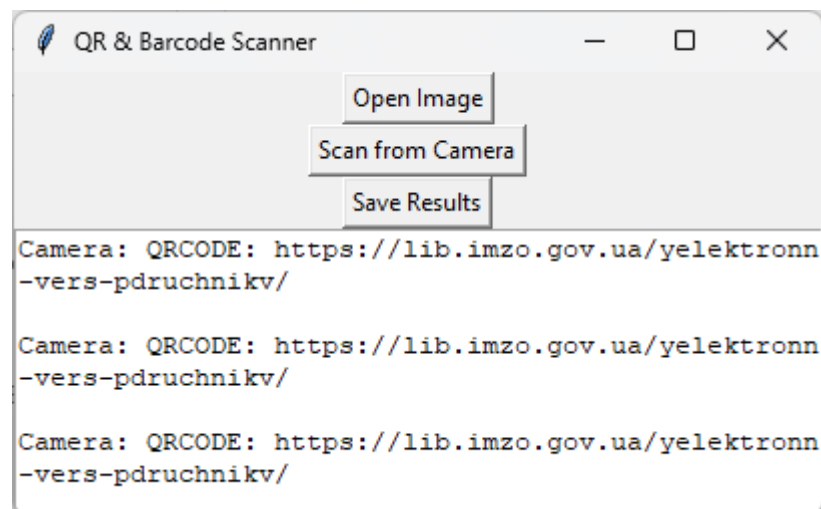 QR & Barcode Scanner
Open Image
Scan from Camera
Save Results
Camera: QRCODE: https://lib.imzo.gov.ua/yelektronn
-vers-pdruchnikv/
Camera: QRCODE: https://lib.imzo.gov.ua/yelektronn
-vers-pdruchnikv/
Camera: QRCODE: https://lib.imzo.gov.ua/yelektronn
-vers-pdruchnikv/